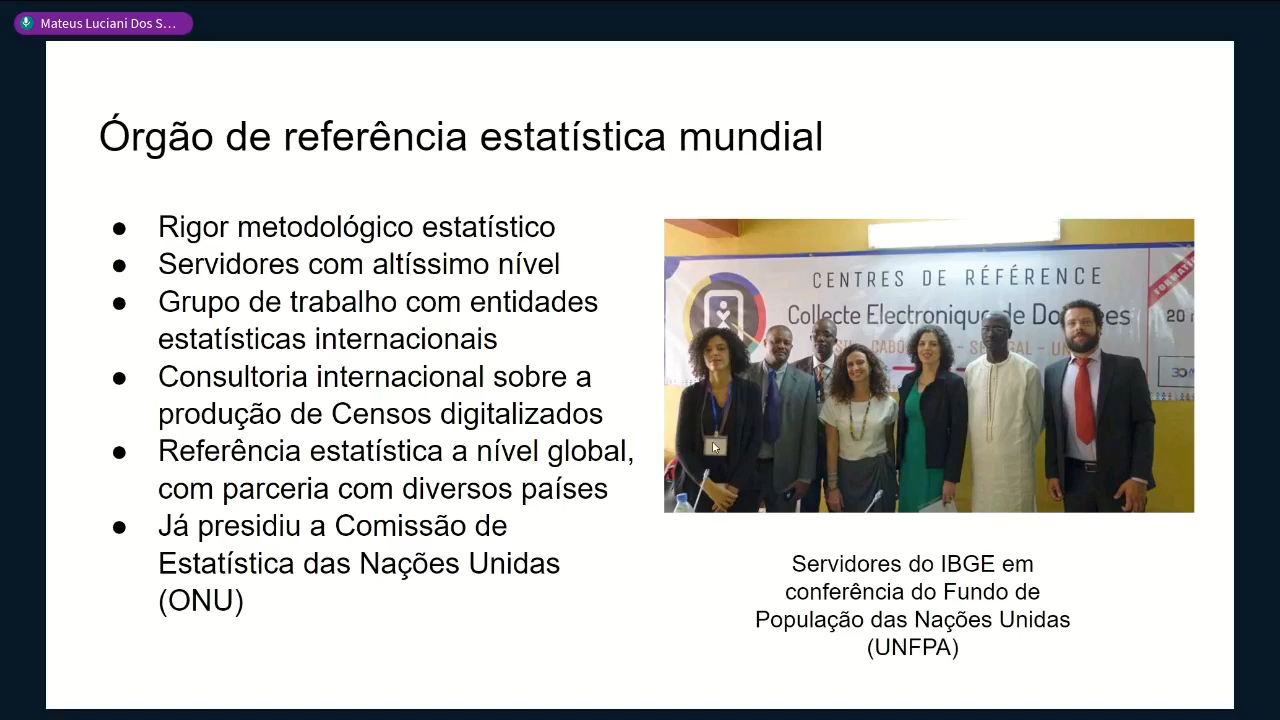 Mateus Luciani Dos S...
Órgão de referência estatística mundial
● Rigor metodológico estatístico
● Servidores com altíssimo nível
● Grupo de trabalho com entidades
estatísticas internacionais
● Consultoria internacional sobre a
produção de Censos digitalizados
● Referência estatística a nível global,
com parceria com diversos países
● Já presidiu a Comissão de
Estatística das Nações Unidas
(ONU)
CENTRES DE RÉFÉRENCE
Collecte Electronique de
20
Servidores do IBGE em
conferência do Fundo de
População das Nações Unidas
(UNFPA)